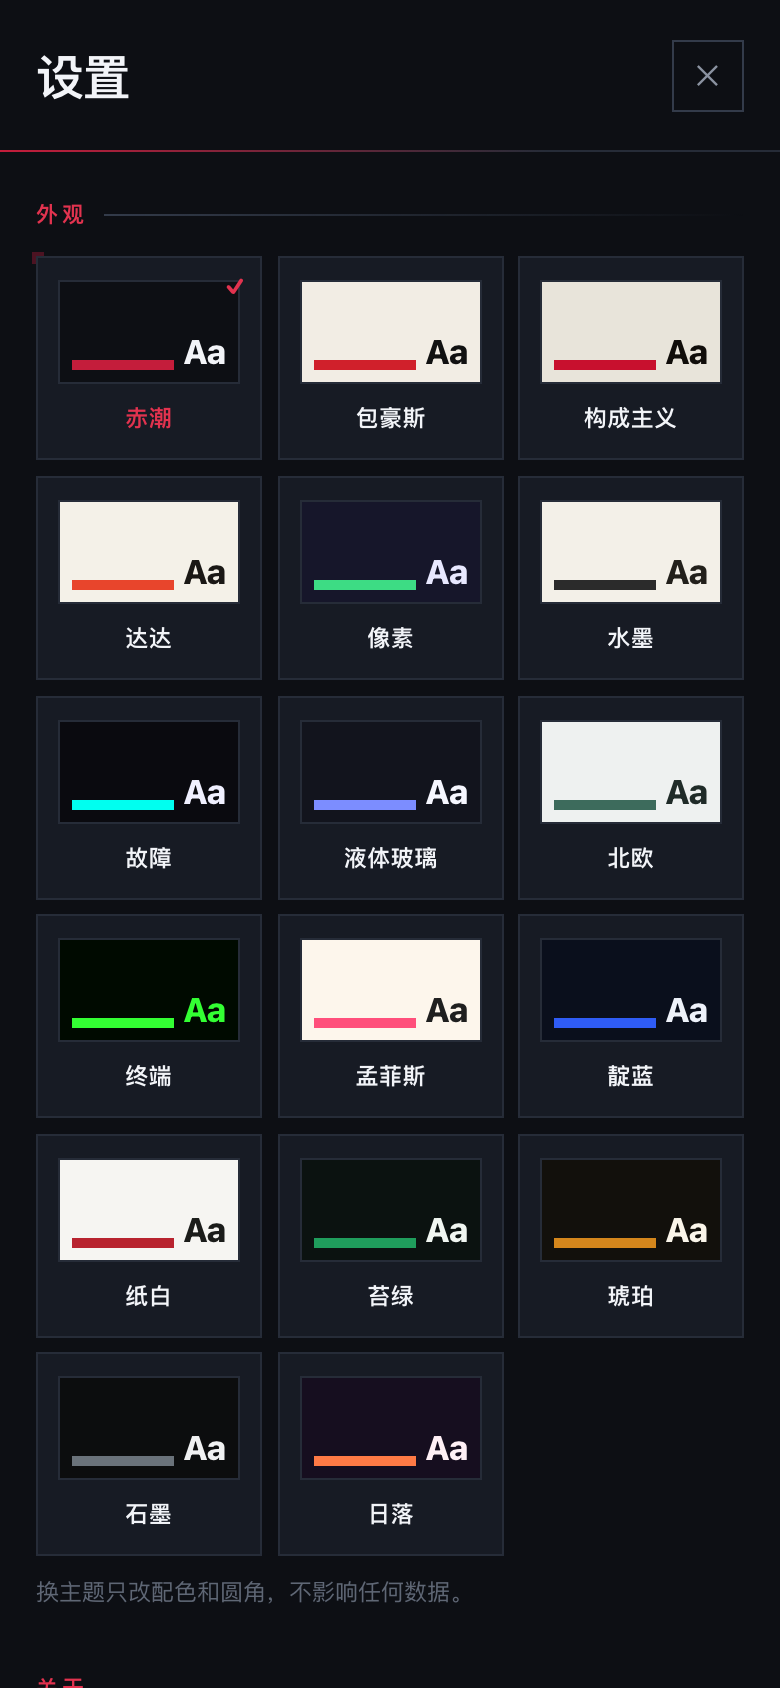 设置
外观
Aa Aa Aa
赤潮 包豪斯 构成主义
Aa Aa Aa
达达 像素 水墨
Aa Aa Aa
故障 液体玻璃 北欧
Aa Aa Aa
终端 孟菲斯 靛蓝
Aa Aa Aa
纸白 苔绿 琥珀
Aa Aa
石墨 日落
换主题只改配色和圆角，不影响任何数据。